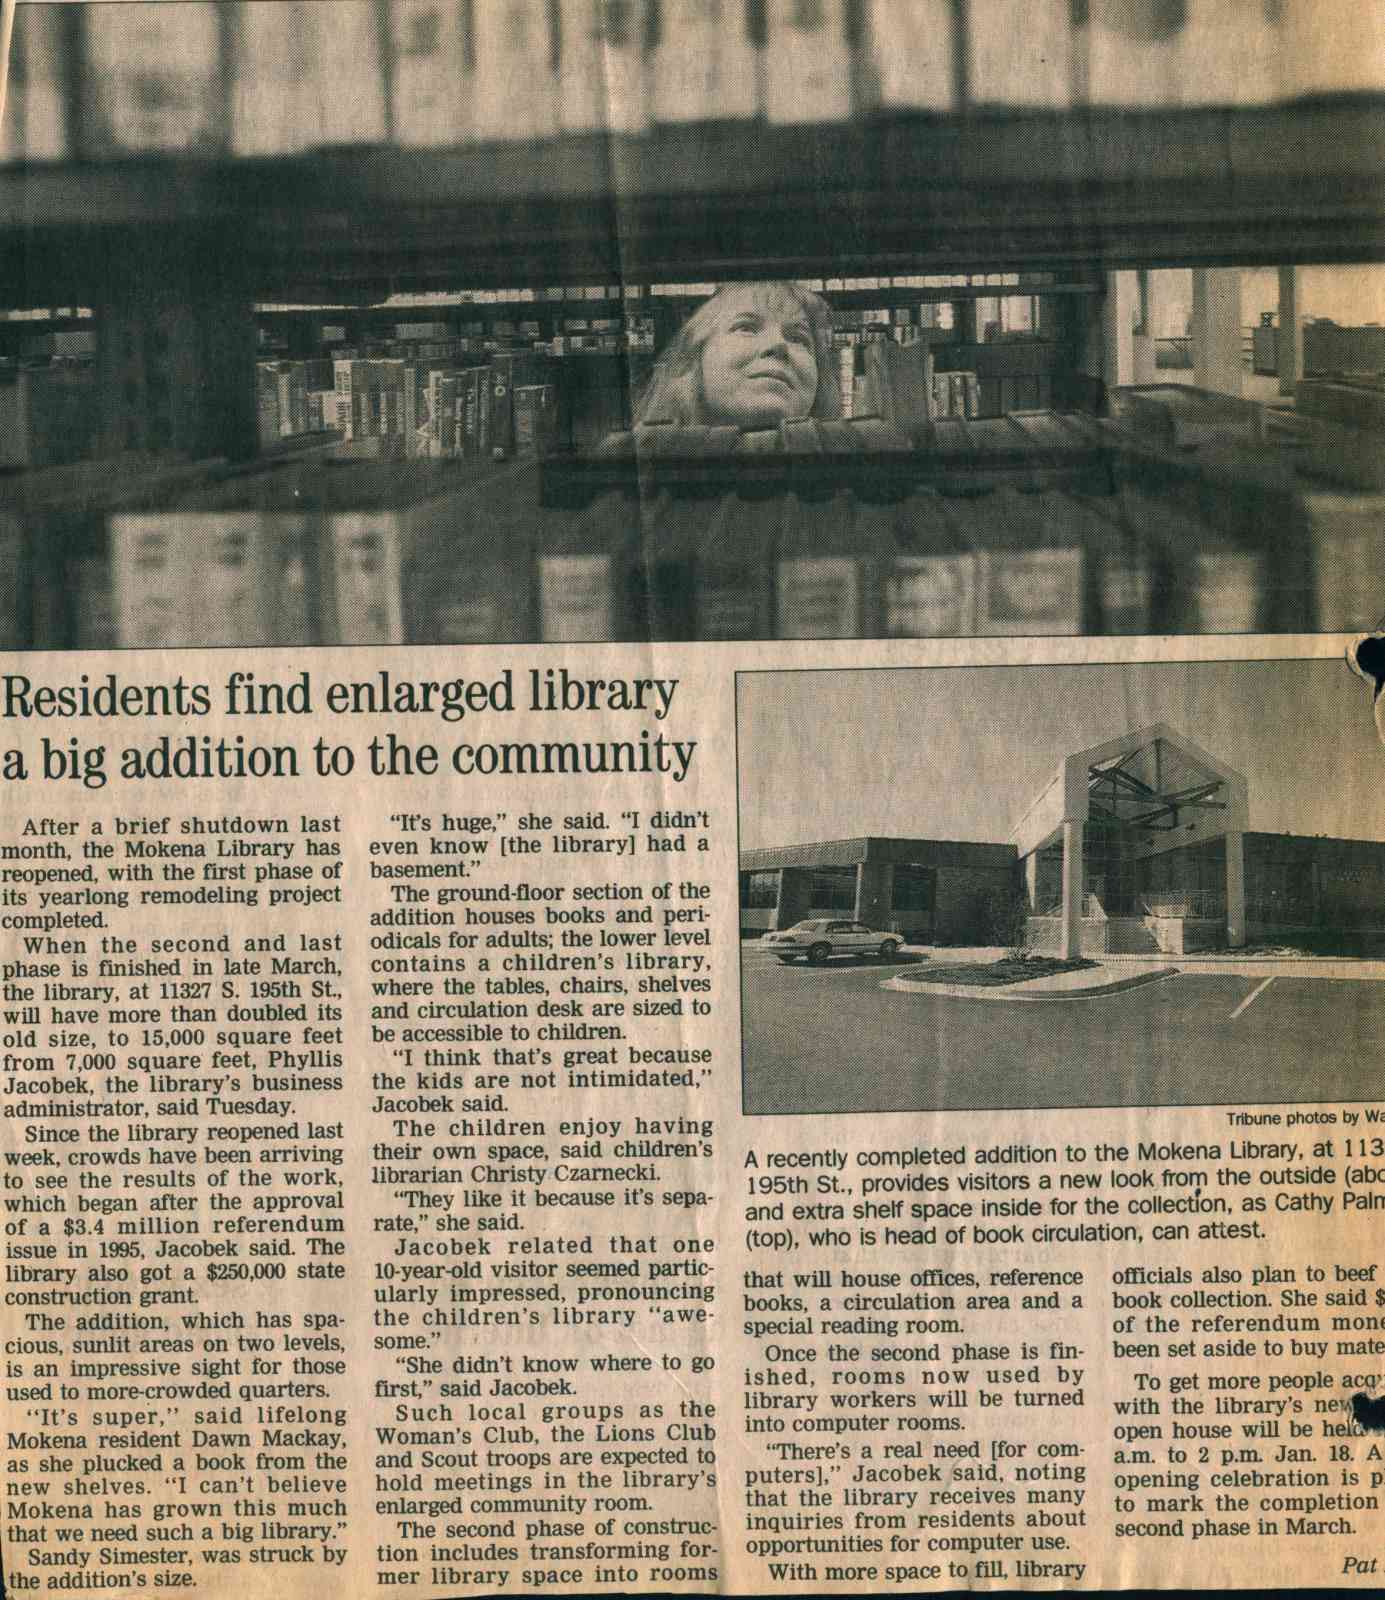 Residents find enlarged library
a big addition to the community
After a brief shutdown last
month, the Mokena Library has
reopened, with the first phase of
its yearlong remodeling project
completed.
When the second and last
phase is finished in late March,
the library, at 11327 S. 195th St.,
will have more than doubled its
old size, to 15,000 square feet
from 7,000 square feet, Phyllis
Jacobek, the library's business
administrator, said Tuesday.
Since the library reopened last
week, crowds have been arriving
to see the results of the work,
which began after the approval
of a $3.4 million referendum
issue in 1995, Jacobek said. The
library also got a $250,000 state
construction grant.
The addition, which has spa-
cious, sunlit areas on two levels,
is an impressive sight for those
used to more-crowded quarters.
"It's super," said lifelong
Mokena resident Dawn Mackay,
as she plucked a book from the
new shelves. "I can't believe
Mokena has grown this much
that we need such a big library."
Sandy Simester, was struck by
the addition's size.
"It's huge," she said. "I didn't
even know [the library] had a
basement."
The ground-floor section of the
addition houses books and peri-
odicals for adults; the lower level
contains a children's library,
where the tables, chairs, shelves
and circulation desk are sized to
be accessible to children.
"I think that's great because
the kids are not intimidated,"
Jacobek said.
The children enjoy having
their own space, said children's
librarian Christy Czarnecki.
"They like it because it's sepa-
rate," she said.
Jacobek related that one
10-year-old visitor seemed partic-
ularly impressed, pronouncing
the children's library "awe-
some."
"She didn't know where to go
first," said Jacobek.
Such local groups as the
Woman's Club, the Lions Club
and Scout troops are expected to
hold meetings in the library's
enlarged community room.
The second phase of construc-
tion includes transforming for-
mer library space into rooms
Tribune photos by Wa
A recently completed addition to the Mokena Library, at 113
195th St., provides visitors a new look from the outside (abo
and extra shelf space inside for the collection, as Cathy Palm
(top), who is head of book circulation, can attest.
that will house offices, reference
books, a circulation area and a
special reading room.
Once the second phase is fin-
ished, rooms now used by
library workers will be turned
into computer rooms.
"There's a real need [for com-
puters]," Jacobek said, noting
that the library receives many
inquiries from residents about
opportunities for computer use.
With more space to fill, library
officials also plan to beef
book collection. She said $
of the referendum mone
been set aside to buy mate
To get more people acq
with the library's new
open house will be held
a.m. to 2 p.m. Jan. 18. A
opening celebration is p
to mark the completion
second phase in March.
Pat